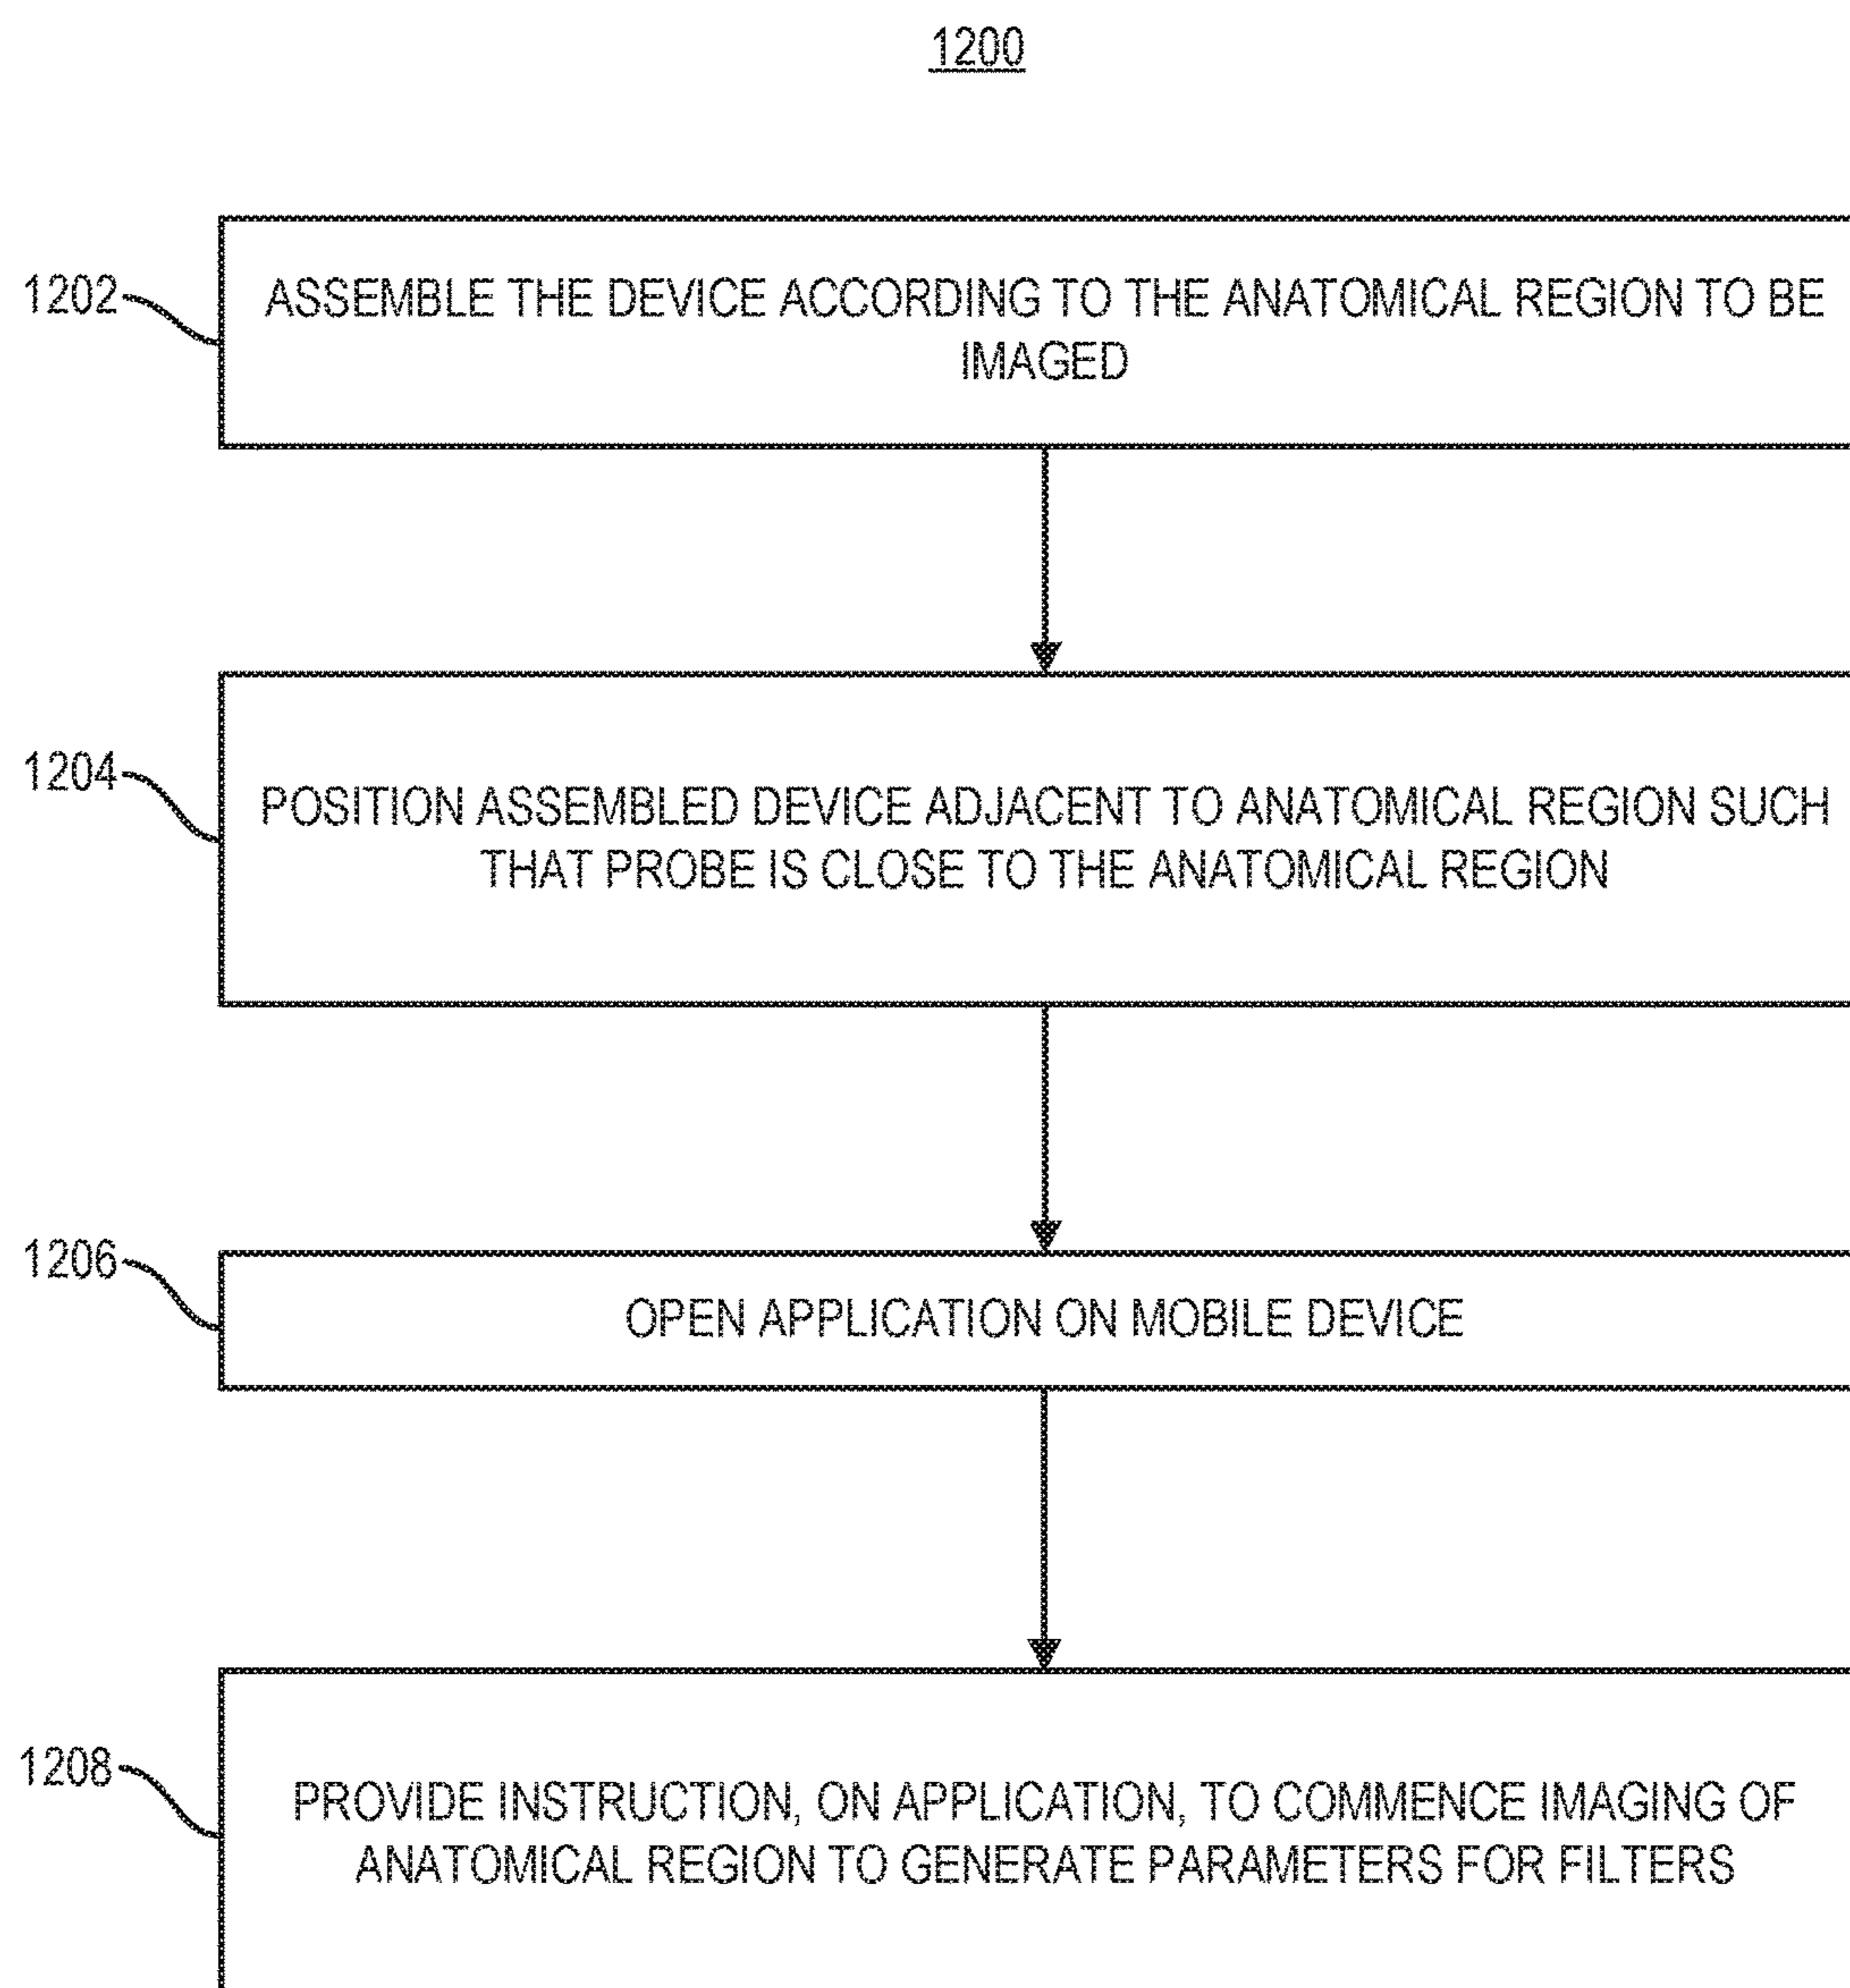 1200
1202
ASSEMBLE THE DEVICE ACCORDING TO THE ANATOMICAL REGION TO BE
IMAGED
1204
POSITION ASSEMBLED DEVICE ADJACENT TO ANATOMICAL REGION SUCH
THAT PROBE IS CLOSE TO THE ANATOMICAL REGION
1206
OPEN APPLICATION ON MOBILE DEVICE
1208
PROVIDE INSTRUCTION, ON APPLICATION, TO COMMENCE IMAGING OF
ANATOMICAL REGION TO GENERATE PARAMETERS FOR FILTERS